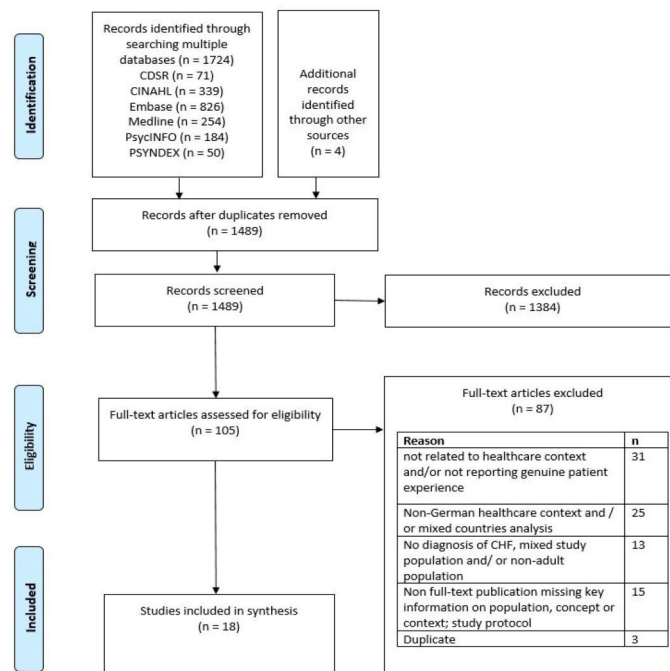 Identification
Records identified through
searching multiple
databases (n = 1724)
CDSR (n = 71)
CINAHL (n = 339)
Embase (n = 826)
Medline (n = 254)
PsycINFO (n = 184)
PSYNDEX (n = 50)
Additional
records
identified
through other
sources
(n = 4)
Screening
Records after duplicates removed
(n = 1489)
Records screened
(n = 1489)
Records excluded
(n = 1384)
Eligibility
Full-text articles assessed for eligibility
(n = 105)
Full-text articles excluded
(n = 87)
Reason n
not related to healthcare context 31
and/or not reporting genuine patient
experience
Non-German healthcare context and / 25
or mixed countries analysis
No diagnosis of CHF, mixed study 13
population and/ or non-adult
population
Non full-text publication missing key 15
information on population, concept or
context; study protocol
Duplicate 3
Included
Studies included in synthesis
(n = 18)